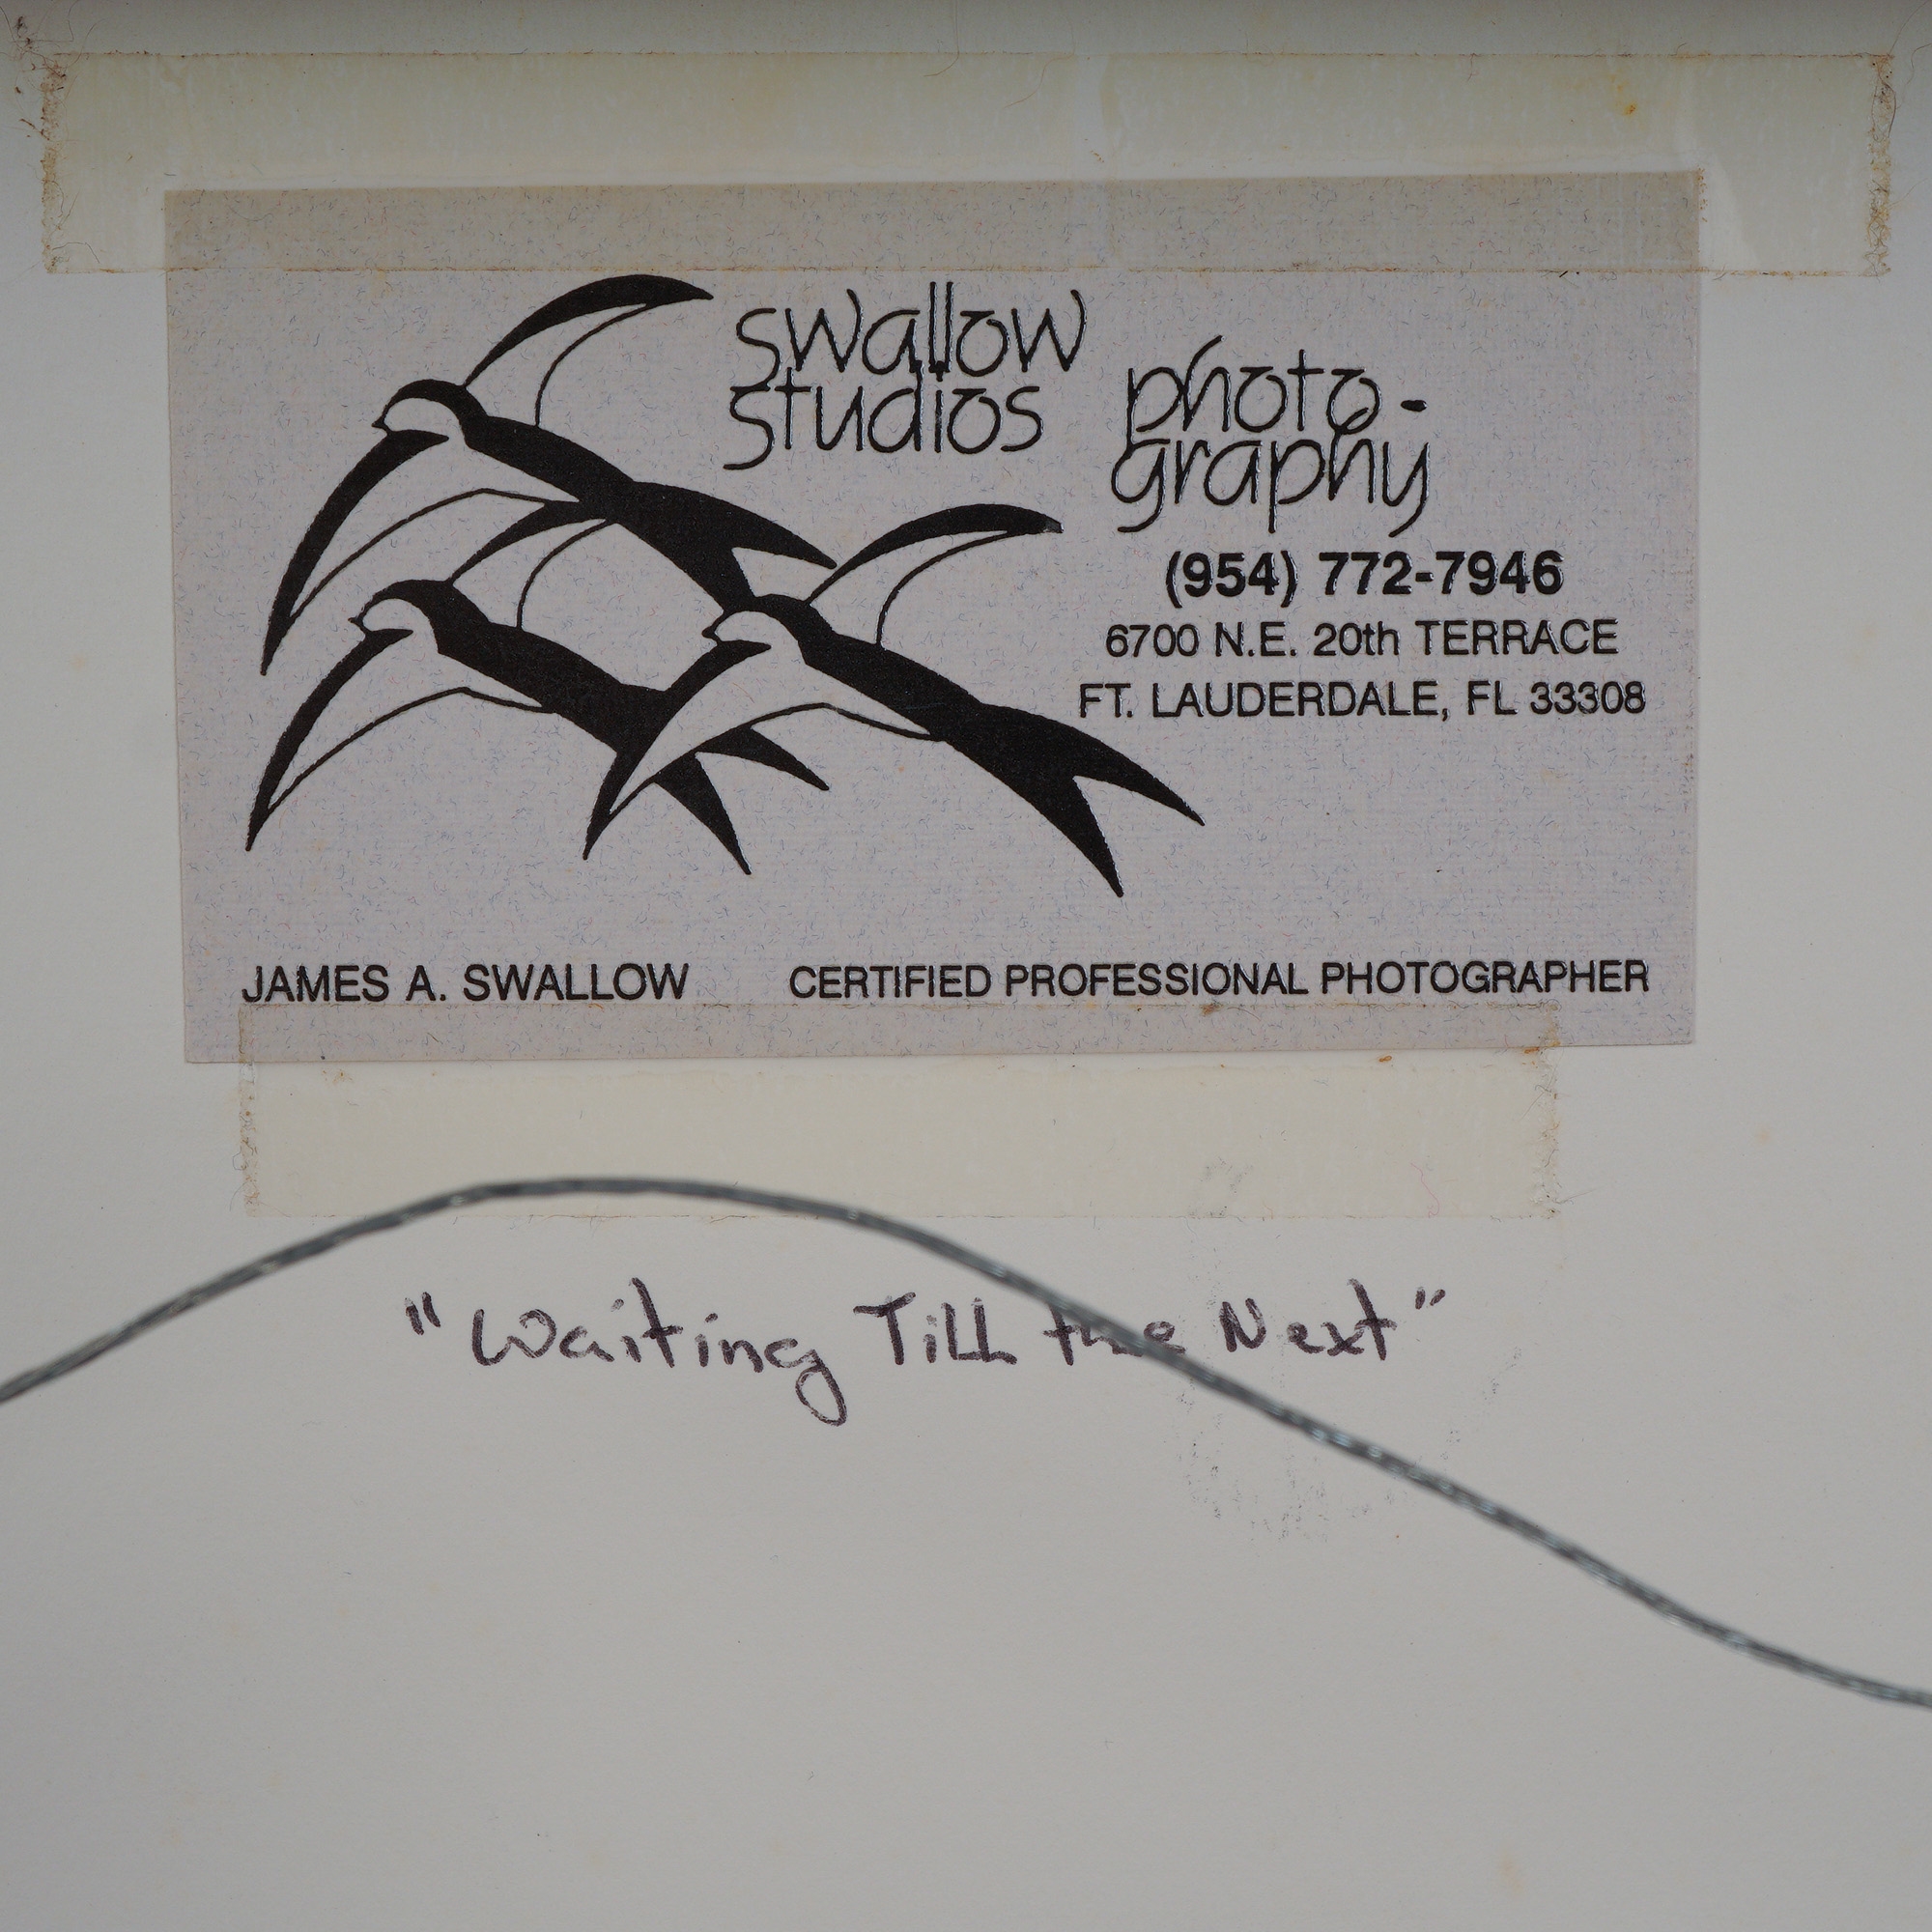 swallow
studios
photo-
graphy
(954) 772-7946
6700 N.E. 20th TERRACE
FT. LAUDERDALE, FL 33308
JAMES A. SWALLOW CERTIFIED PROFESSIONAL PHOTOGRAPHER
"Waiting Till the Next"